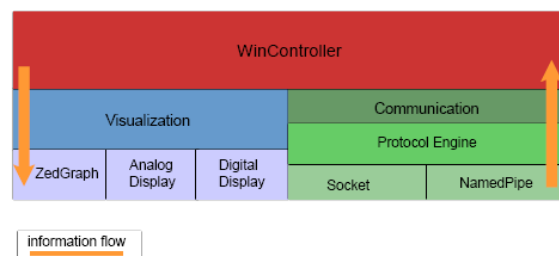 WinController
Visualization
Communication
Protocol Engine
ZedGraph
Analog
Display
Digital
Display
Socket
NamedPipe
information flow